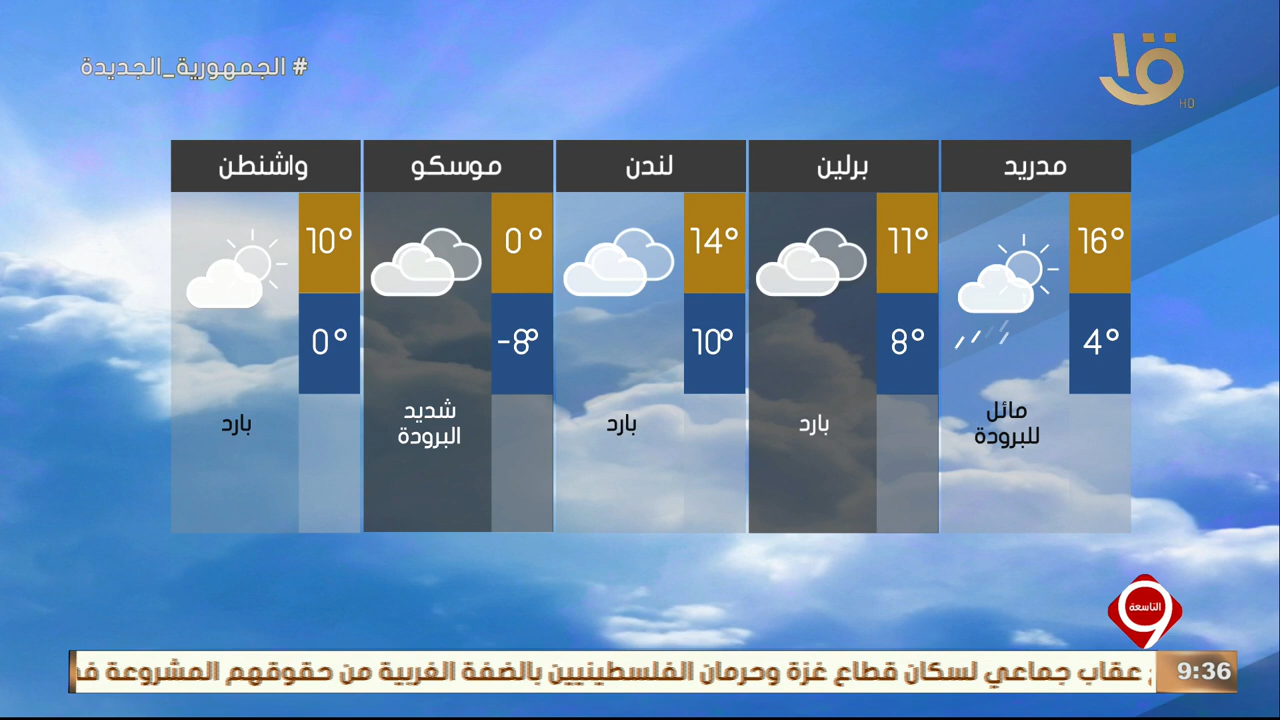 # الجمهورية_الجديدة
HD
مدريد
16°
4°
مائل
للبرودة
برلين
11°
8°
بارد
لندن
14°
10°
بارد
موسكو
0°
-8°
شديد
البرودة
واشنطن
10°
0°
بارد
التاسعة
9
9:36
عقاب جماعي لسكان قطاع غزة وحرمان الفلسطينيين بالضفة الغربية من حقوقهم المشروعة